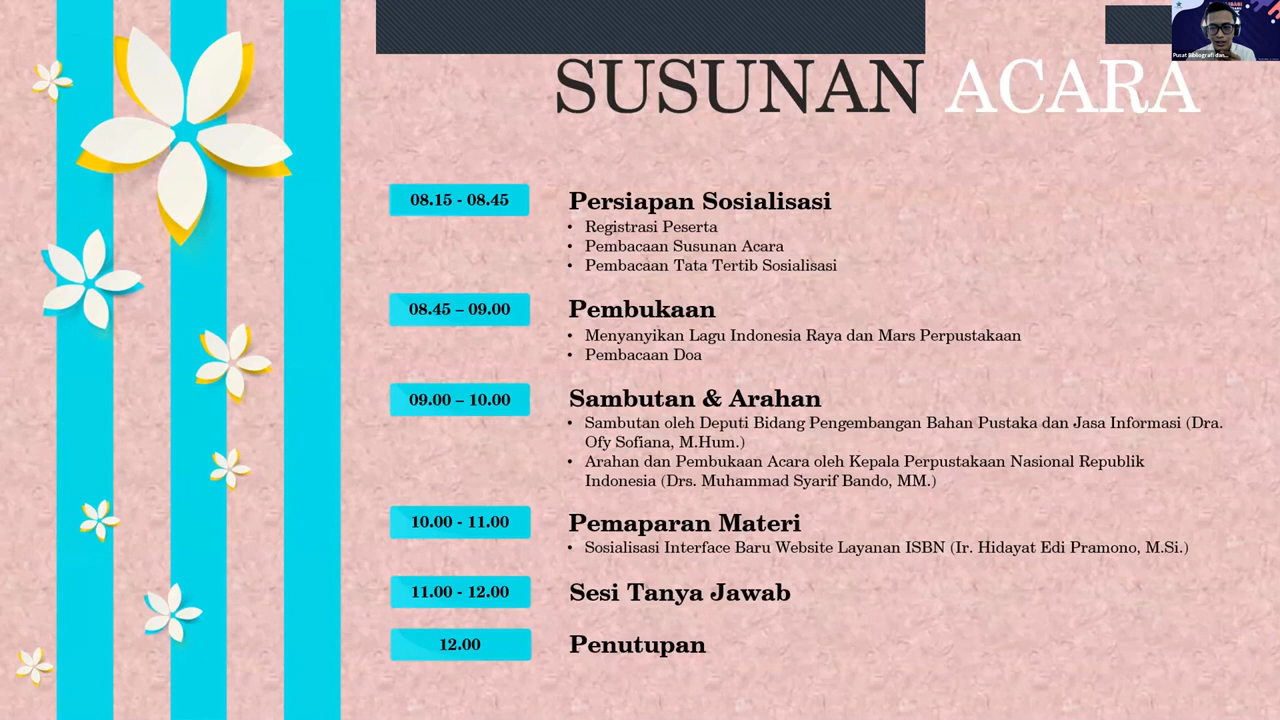 Pusat Bibliografi dan...
SUSUNAN ACARA
08.15 - 08.45
Persiapan Sosialisasi
• Registrasi Peserta
• Pembacaan Susunan Acara
• Pembacaan Tata Tertib Sosialisasi
08.45 – 09.00
Pembukaan
• Menyanyikan Lagu Indonesia Raya dan Mars Perpustakaan
• Pembacaan Doa
09.00 – 10.00
Sambutan & Arahan
• Sambutan oleh Deputi Bidang Pengembangan Bahan Pustaka dan Jasa Informasi (Dra.
Ofy Sofiana, M.Hum.)
• Arahan dan Pembukaan Acara oleh Kepala Perpustakaan Nasional Republik
Indonesia (Drs. Muhammad Syarif Bando, MM.)
10.00 - 11.00
Pemaparan Materi
• Sosialisasi Interface Baru Website Layanan ISBN (Ir. Hidayat Edi Pramono, M.Si.)
11.00 - 12.00
Sesi Tanya Jawab
12.00
Penutupan